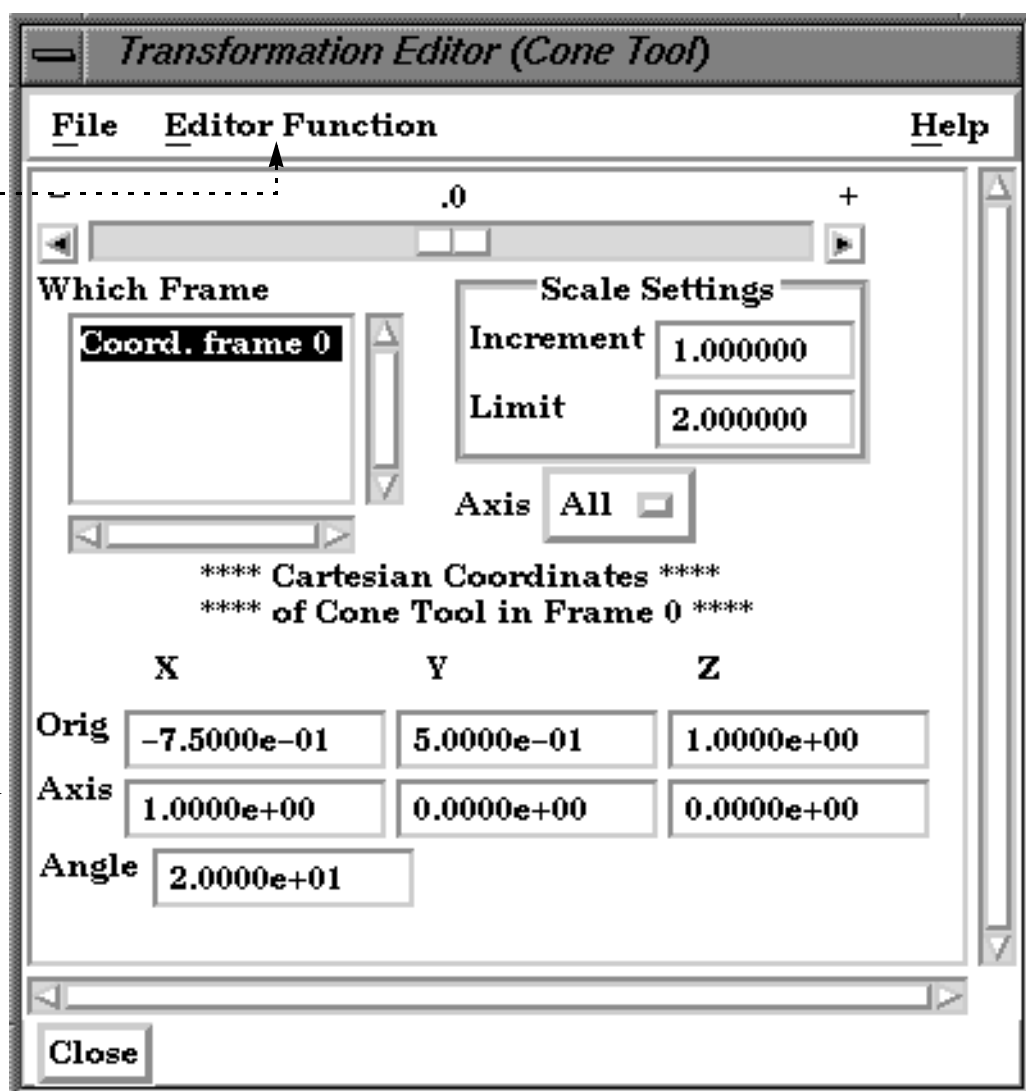 Transformation Editor (Cone Tool)
File Editor Function Help
− .0 +
Which Frame
Coord. frame 0
Scale Settings
Increment 1.000000
Limit 2.000000
Axis All
**** Cartesian Coordinates ****
**** of Cone Tool in Frame 0 ****
X Y Z
Orig −7.5000e−01 5.0000e−01 1.0000e+00
Axis 1.0000e+00 0.0000e+00 0.0000e+00
Angle 2.0000e+01
Close